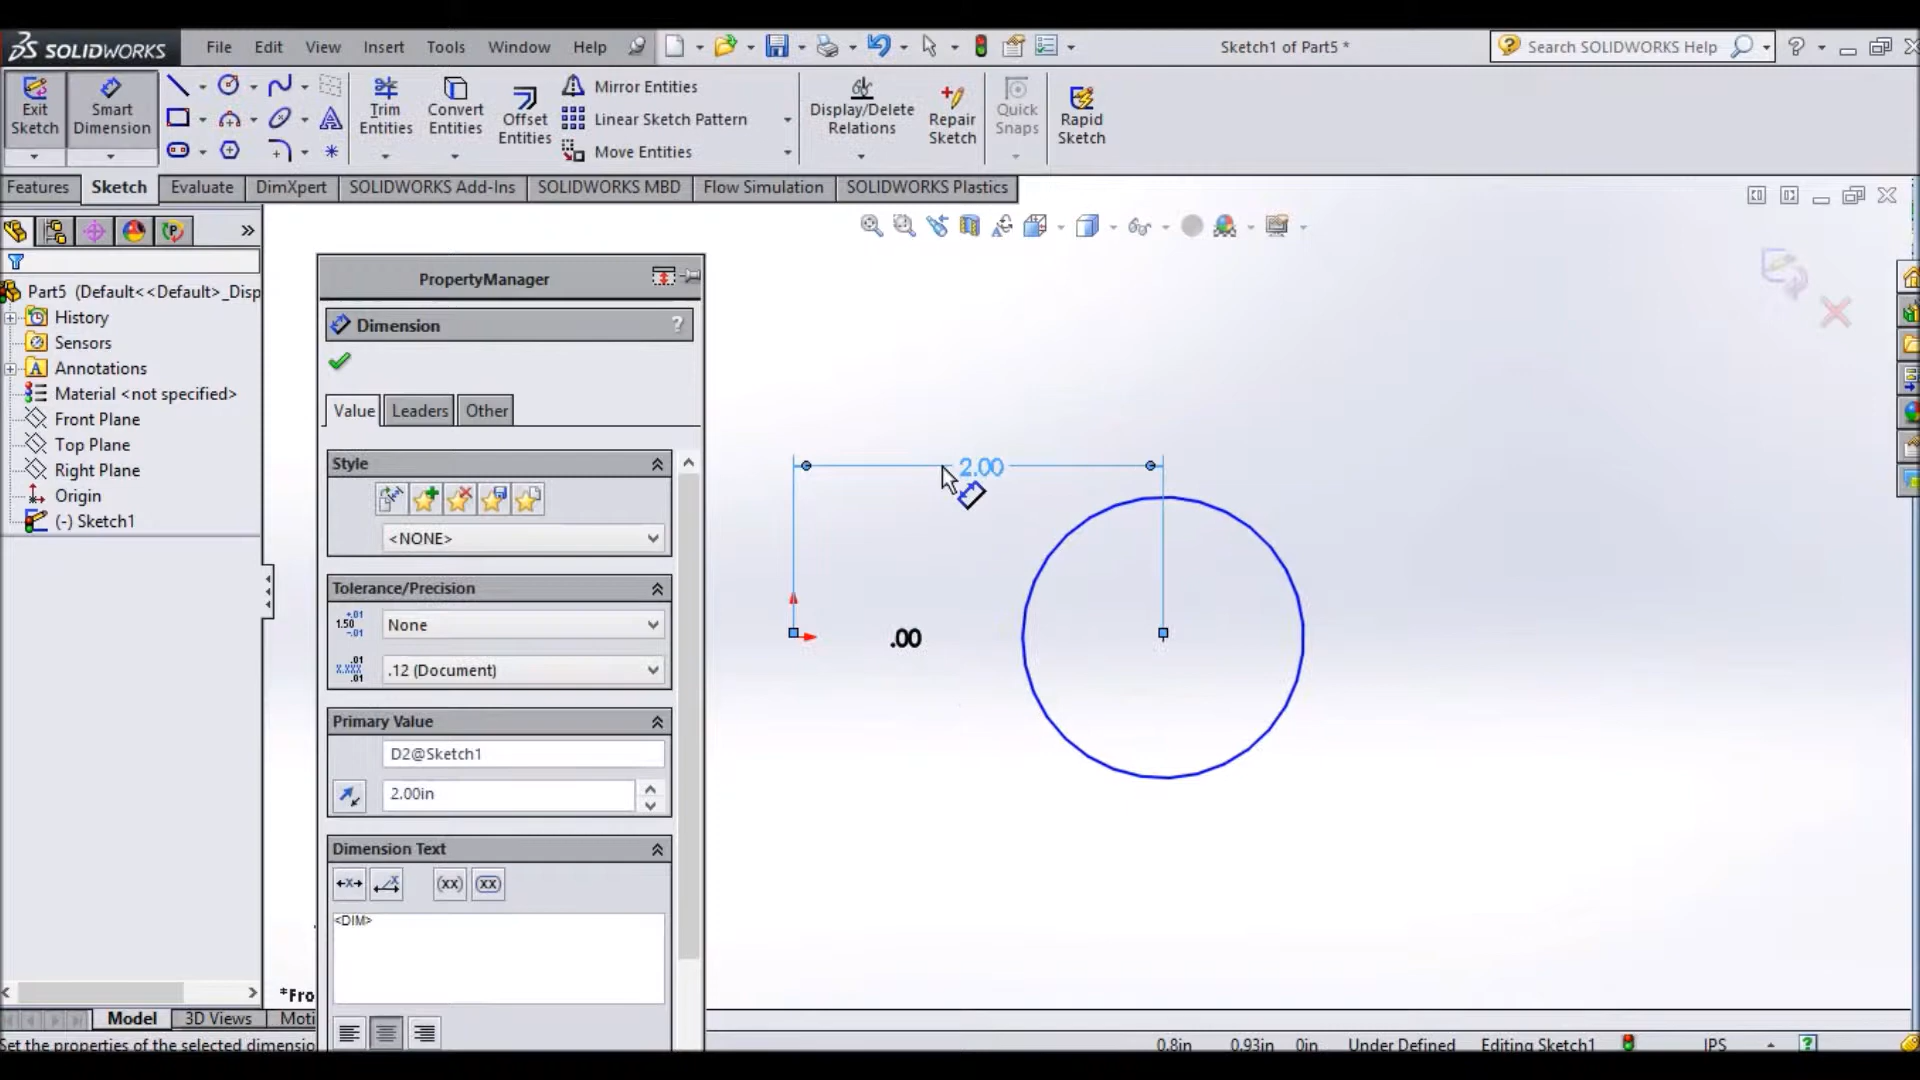 SOLIDWORKS
File Edit View Insert Tools Window Help
Sketch1 of Part5 *
Search SOLIDWORKS Help
Exit Sketch
Smart Dimension
Trim Entities
Convert Entities
Offset Entities
Mirror Entities
Linear Sketch Pattern
Move Entities
Display/Delete Relations
Repair Sketch
Quick Snaps
Rapid Sketch
Features Sketch Evaluate DimXpert SOLIDWORKS Add-Ins SOLIDWORKS MBD Flow Simulation SOLIDWORKS Plastics
Part5 (Default<<Default>_Disp
History
Sensors
Annotations
Material <not specified>
Front Plane
Top Plane
Right Plane
Origin
(-) Sketch1
PropertyManager
Dimension ?
Value Leaders Other
Style
<NONE>
Tolerance/Precision
None
.12 (Document)
Primary Value
D2@Sketch1
2.00in
Dimension Text
(xx) (xx)
<DIM>
2.00
.00
*Fro
Model 3D Views Moti
Set the properties of the selected dimensio
0.8in 0.93in 0in Under Defined Editing Sketch1 IPS